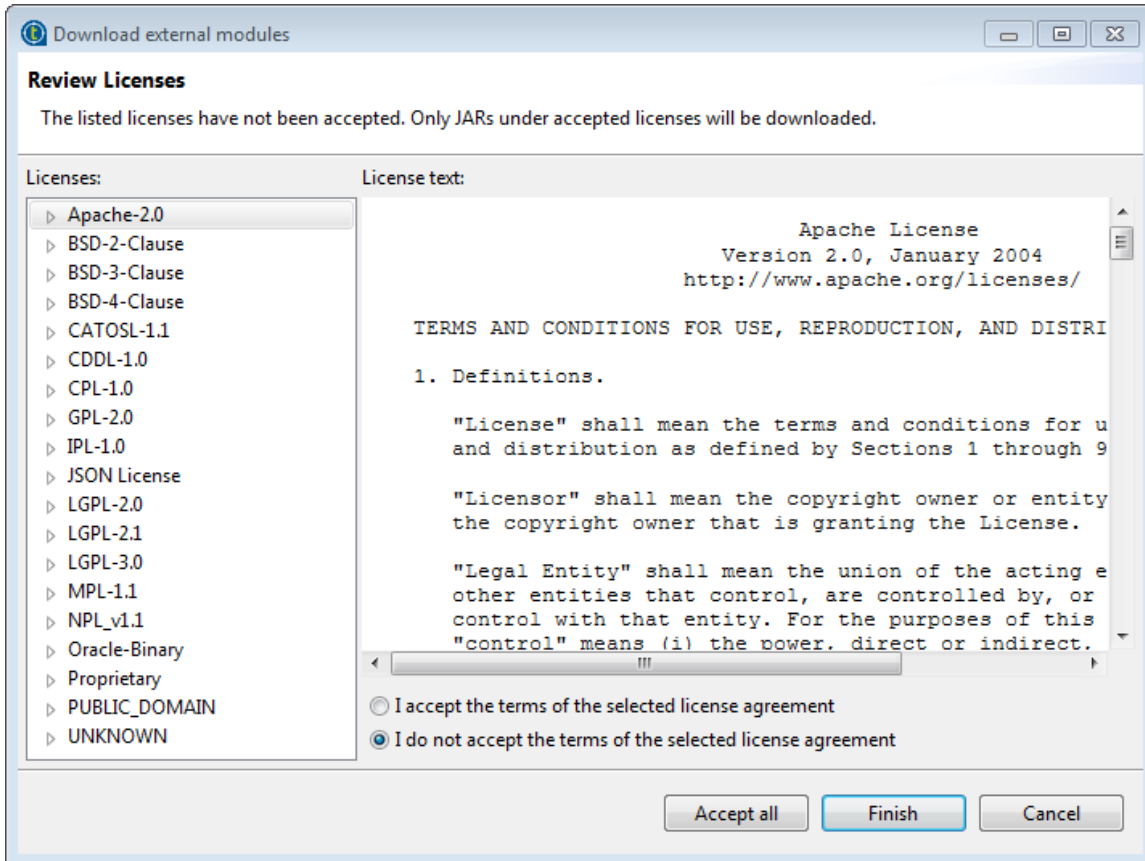 Download external modules
Review Licenses
The listed licenses have not been accepted. Only JARs under accepted licenses will be downloaded.
Licenses:
Apache-2.0
BSD-2-Clause
BSD-3-Clause
BSD-4-Clause
CATOSL-1.1
CDDL-1.0
CPL-1.0
GPL-2.0
IPL-1.0
JSON License
LGPL-2.0
LGPL-2.1
LGPL-3.0
MPL-1.1
NPL_v1.1
Oracle-Binary
Proprietary
PUBLIC_DOMAIN
UNKNOWN
License text:
Apache License
Version 2.0, January 2004
http://www.apache.org/licenses/
TERMS AND CONDITIONS FOR USE, REPRODUCTION, AND DISTRI
1. Definitions.
"License" shall mean the terms and conditions for u
and distribution as defined by Sections 1 through 9
"Licensor" shall mean the copyright owner or entity
the copyright owner that is granting the License.
"Legal Entity" shall mean the union of the acting e
other entities that control, are controlled by, or
control with that entity. For the purposes of this
"control" means (i) the power, direct or indirect,
I accept the terms of the selected license agreement
I do not accept the terms of the selected license agreement
Accept all
Finish
Cancel